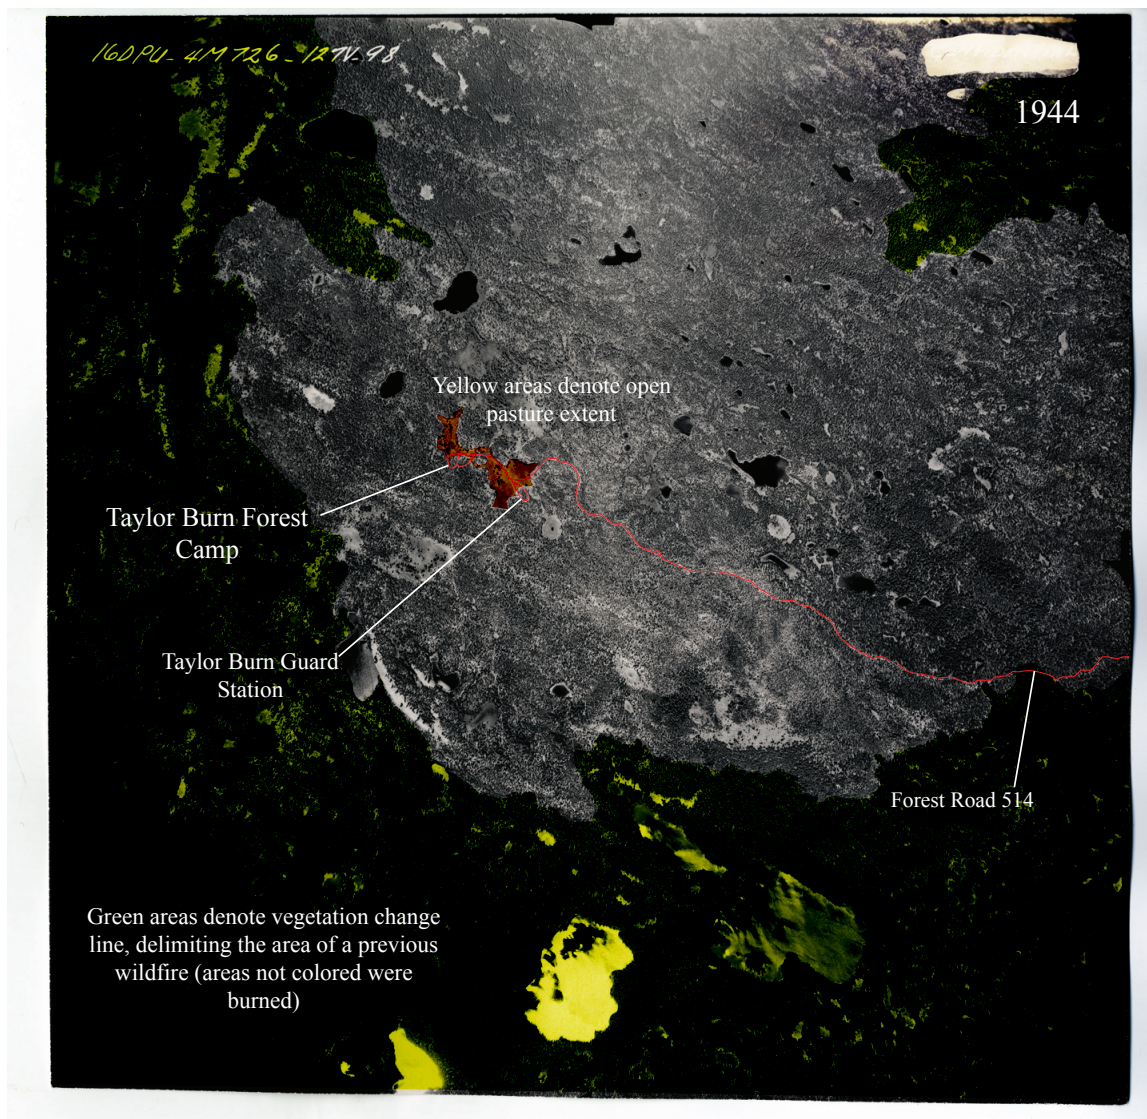 16DPU-4M726-12TV-98
1944
Yellow areas denote open
pasture extent
Taylor Burn Forest
Camp
Taylor Burn Guard
Station
Forest Road 514
Green areas denote vegetation change
line, delimiting the area of a previous
wildfire (areas not colored were
burned)